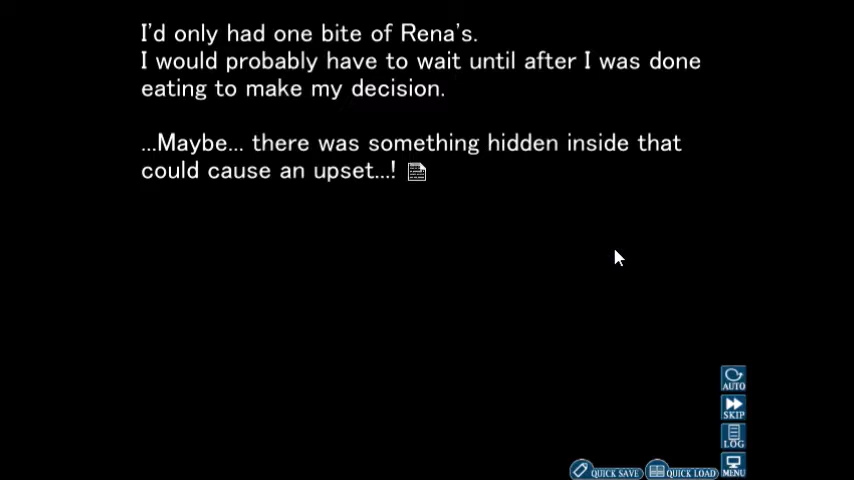 I'd only had one bite of Rena's.
I would probably have to wait until after I was done
eating to make my decision.
...Maybe... there was something hidden inside that
could cause an upset...!
AUTO
SKIP
LOG
MENU
QUICK SAVE
QUICK LOAD